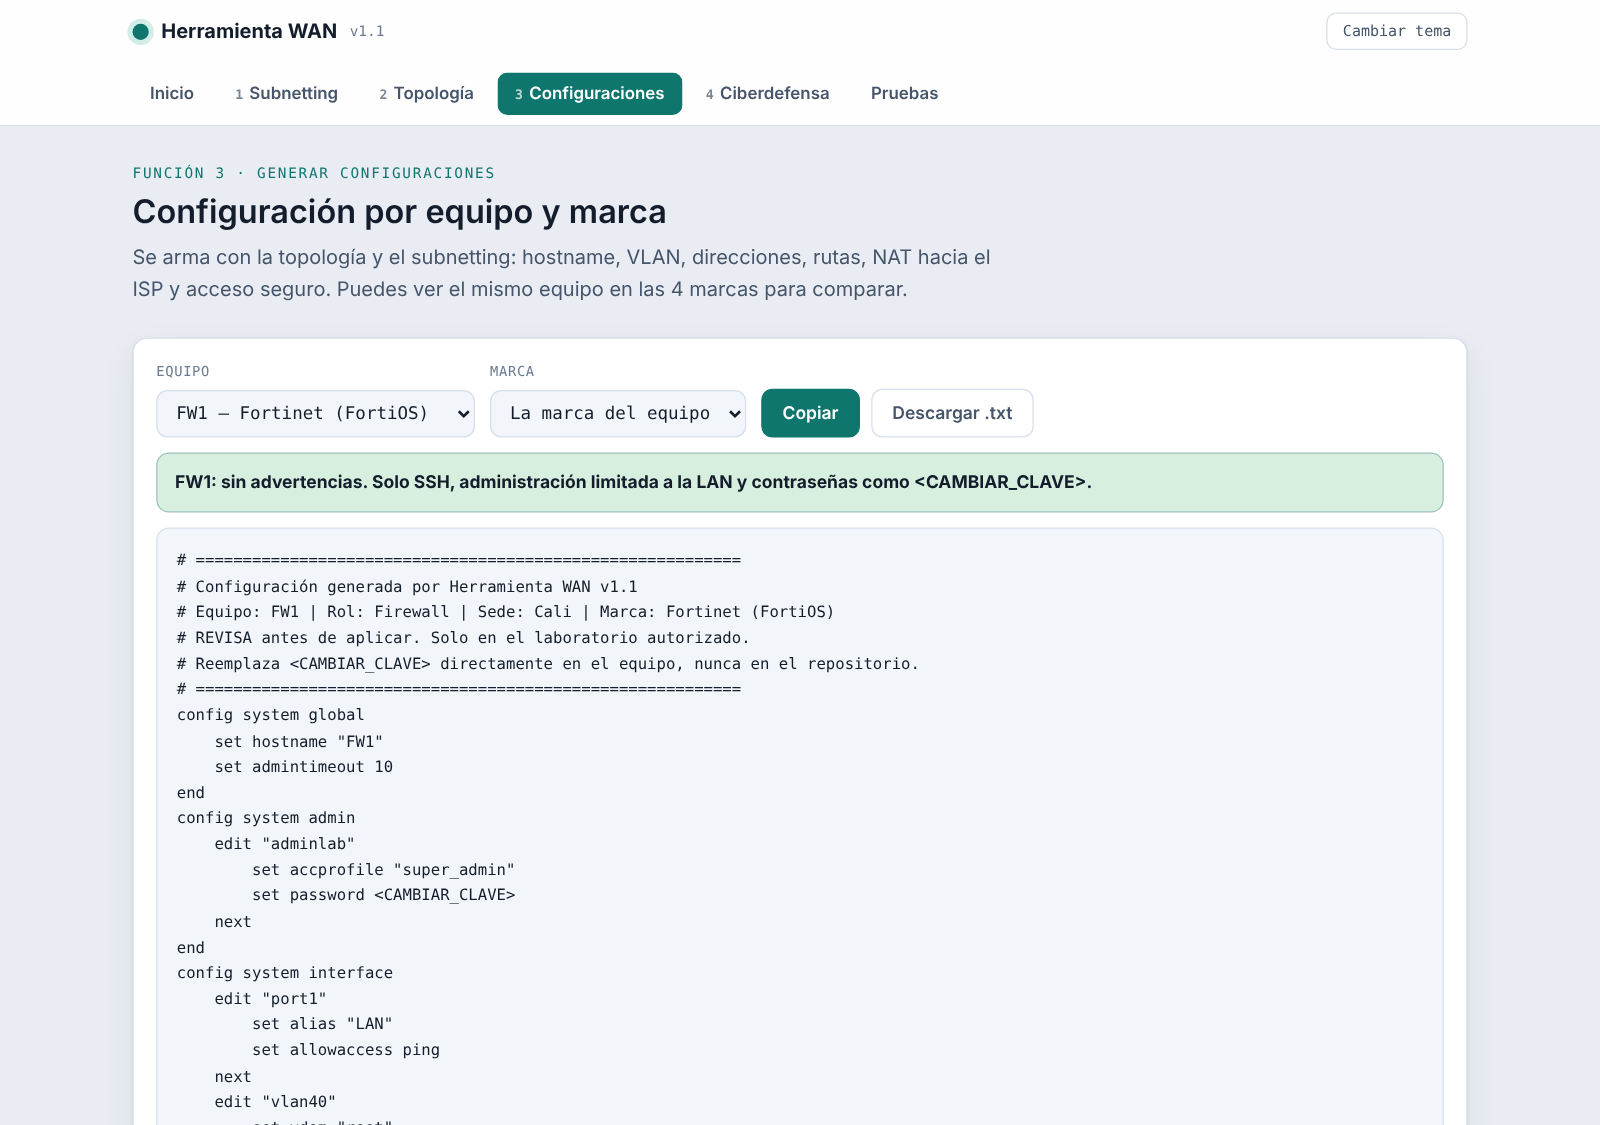 Herramienta WAN v1.1
Cambiar tema
Inicio
1 Subnetting
2 Topología
3 Configuraciones
4 Ciberdefensa
Pruebas
FUNCIÓN 3 · GENERAR CONFIGURACIONES
Configuración por equipo y marca
Se arma con la topología y el subnetting: hostname, VLAN, direcciones, rutas, NAT hacia el
ISP y acceso seguro. Puedes ver el mismo equipo en las 4 marcas para comparar.
EQUIPO
MARCA
FW1 — Fortinet (FortiOS)
La marca del equipo
Copiar
Descargar .txt
FW1: sin advertencias. Solo SSH, administración limitada a la LAN y contraseñas como <CAMBIAR_CLAVE>.
# ==========================================================
# Configuración generada por Herramienta WAN v1.1
# Equipo: FW1 | Rol: Firewall | Sede: Cali | Marca: Fortinet (FortiOS)
# REVISA antes de aplicar. Solo en el laboratorio autorizado.
# Reemplaza <CAMBIAR_CLAVE> directamente en el equipo, nunca en el repositorio.
# ==========================================================
config system global
    set hostname "FW1"
    set admintimeout 10
end
config system admin
    edit "adminlab"
        set accprofile "super_admin"
        set password <CAMBIAR_CLAVE>
    next
end
config system interface
    edit "port1"
        set alias "LAN"
        set allowaccess ping
    next
    edit "vlan40"
        set vdom "root"